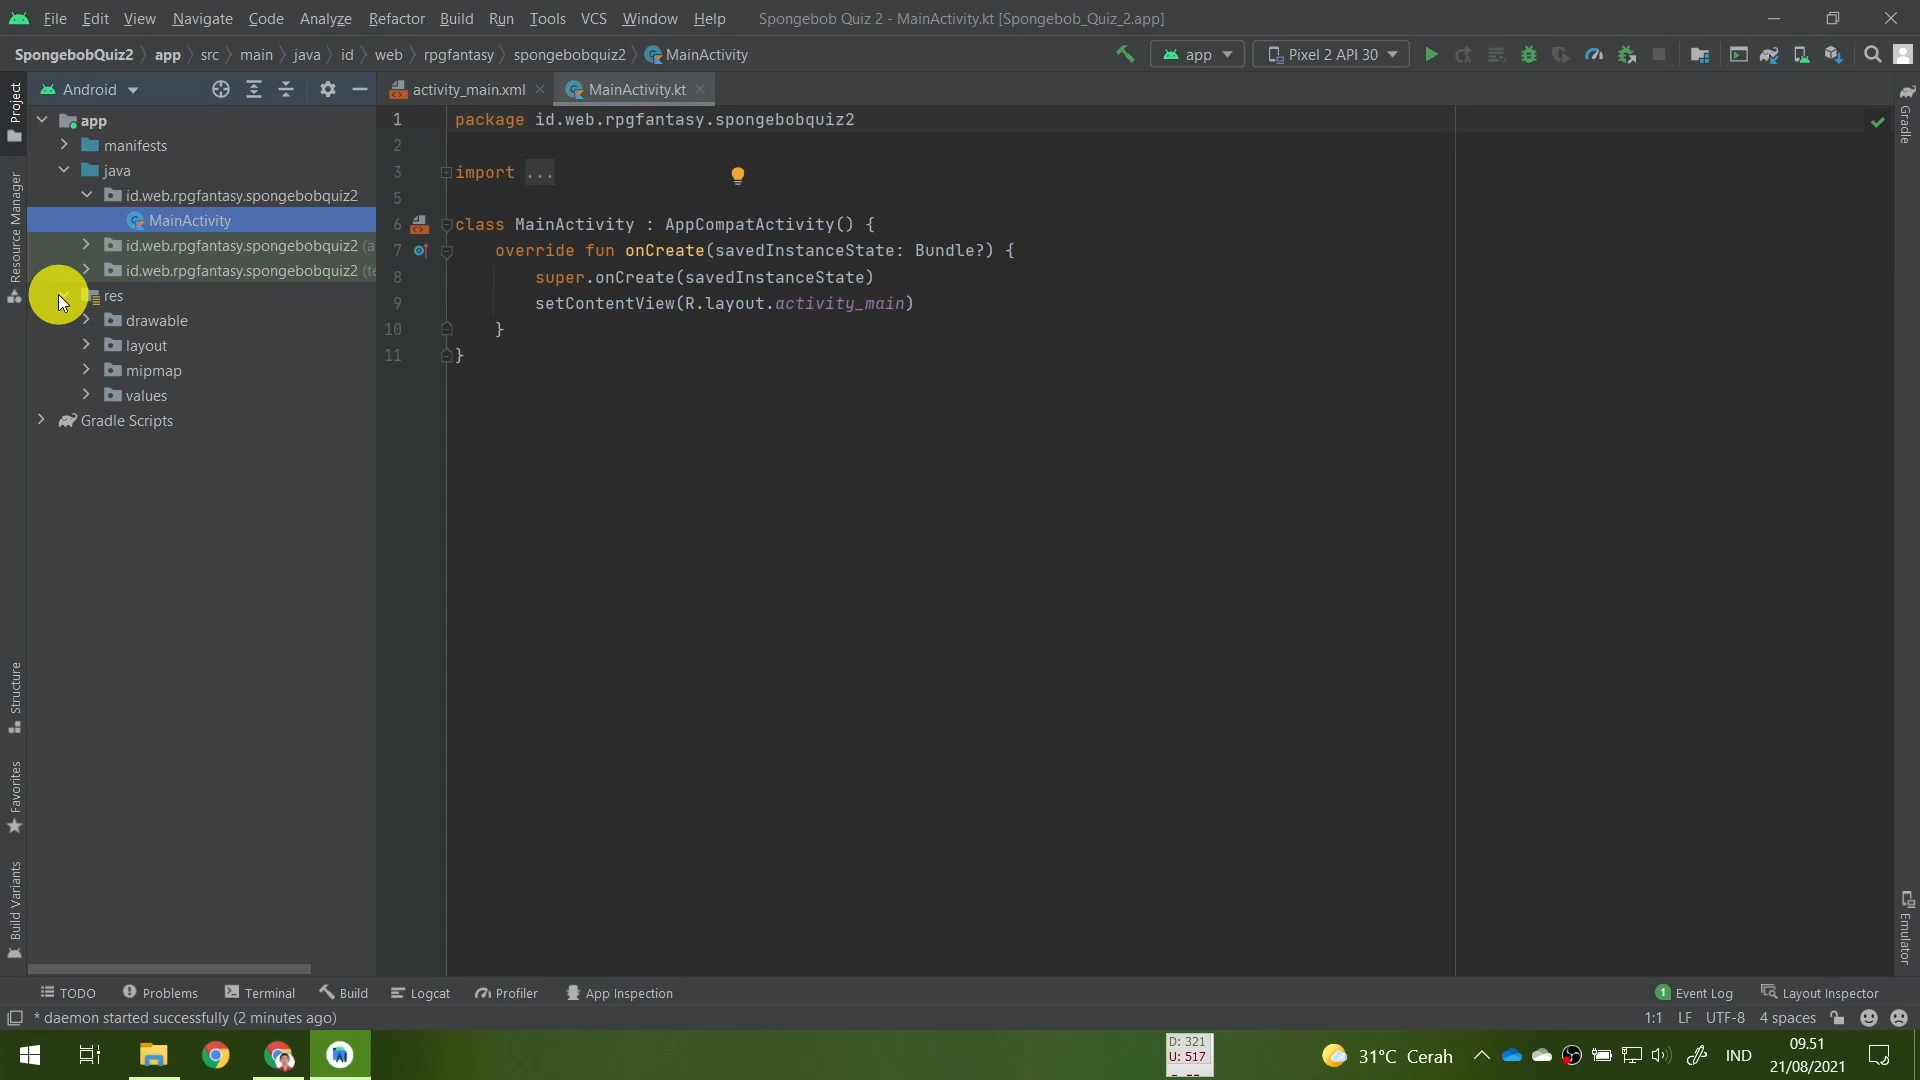 File Edit View Navigate Code Analyze Refactor Build Run Tools VCS Window Help Spongebob Quiz 2 - MainActivity.kt [Spongebob_Quiz_2.app]
SpongebobQuiz2 app src main java id web rpgfantasy spongebobquiz2 MainActivity app Pixel 2 API 30
Android activity_main.xml MainActivity.kt
Project
Resource Manager
Structure
Favorites
Build Variants
app
manifests
java
id.web.rpgfantasy.spongebobquiz2
MainActivity
id.web.rpgfantasy.spongebobquiz2 (a
id.web.rpgfantasy.spongebobquiz2 (te
res
drawable
layout
mipmap
values
Gradle Scripts
1 package id.web.rpgfantasy.spongebobquiz2
2
3 import ...
5
6 class MainActivity : AppCompatActivity() {
7 override fun onCreate(savedInstanceState: Bundle?) {
8 super.onCreate(savedInstanceState)
9 setContentView(R.layout.activity_main)
10 }
11 }
Gradle
Emulator
TODO Problems Terminal Build Logcat Profiler App Inspection 1 Event Log Layout Inspector
* daemon started successfully (2 minutes ago) 1:1 LF UTF-8 4 spaces
D: 321
U: 517
31°C Cerah IND
09.51
21/08/2021